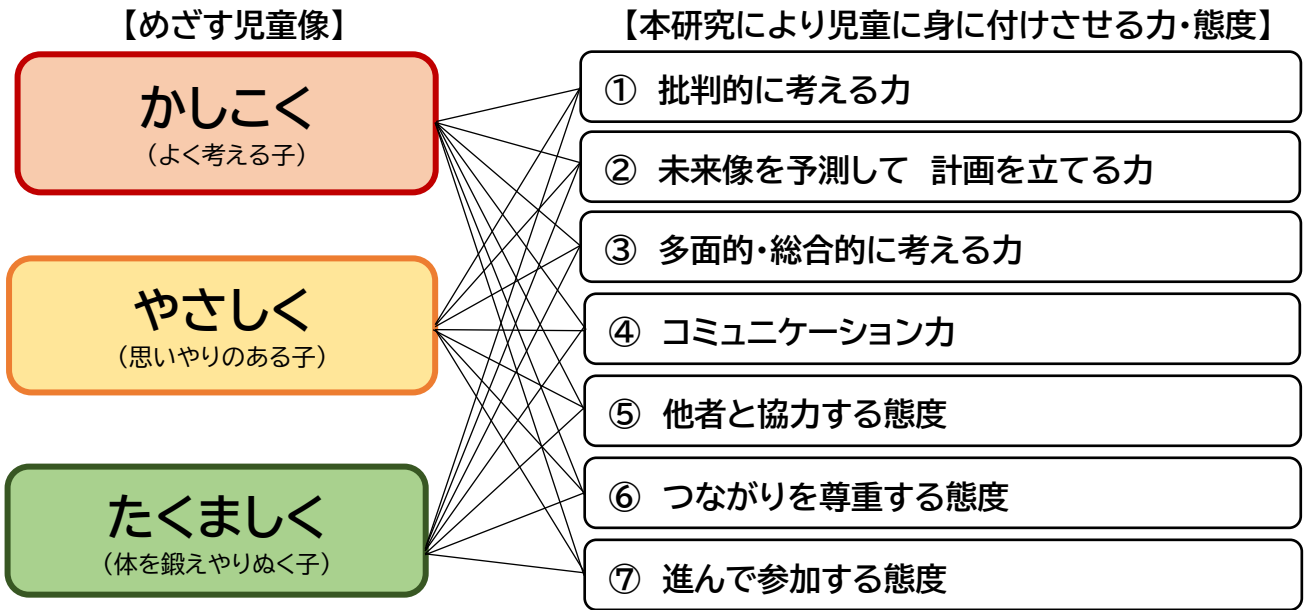 【めざす児童像】
かしこく
(よく考える子)
やさしく
(思いやりのある子)
たくましく
(体を鍛えやりぬく子)
【本研究により児童に身に付けさせる力・態度】
① 批判的に考える力
② 未来像を予測して 計画を立てる力
③ 多面的・総合的に考える力
④ コミュニケーション力
⑤ 他者と協力する態度
⑥ つながりを尊重する態度
⑦ 進んで参加する態度